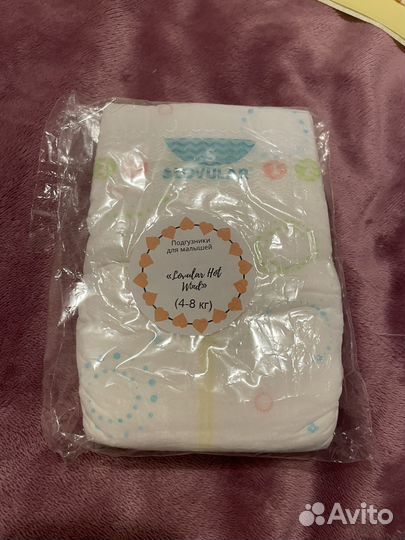 S
LOVULAR
Подгузники
для малышей
«Lovular Hot
Wind»
(4-8 кг)
Avito